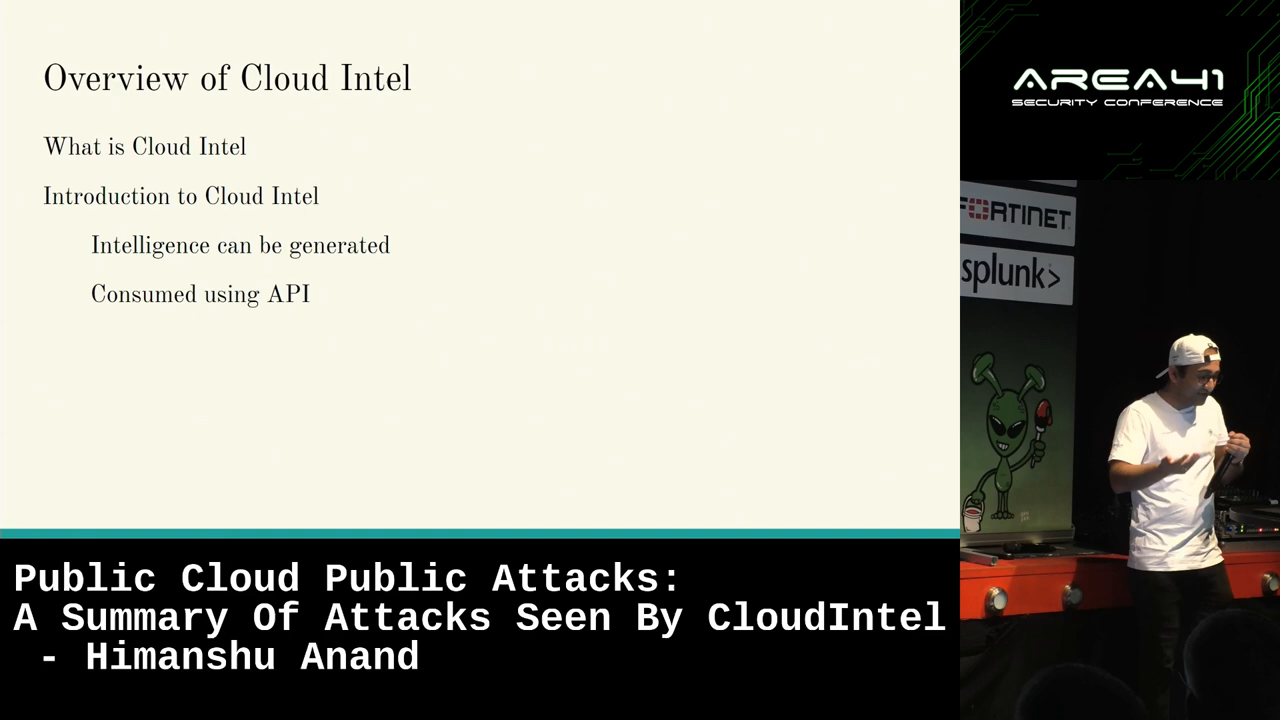 Overview of Cloud Intel
What is Cloud Intel
Introduction to Cloud Intel
Intelligence can be generated
Consumed using API
AREA41
SECURITY CONFERENCE
FORTINET
splunk>
Public Cloud Public Attacks:
A Summary Of Attacks Seen By CloudIntel
- Himanshu Anand